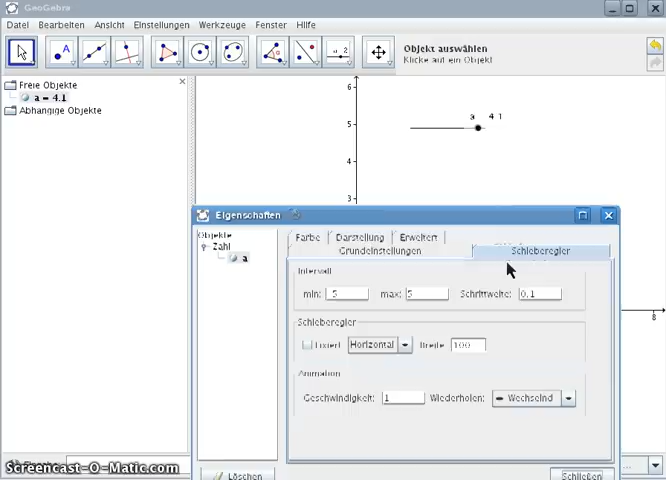 GeoGebra
Datei Bearbeiten Ansicht Einstellungen Werkzeuge Fenster Hilfe
A
a=2
Objekt auswählen
Klicke auf ein Objekt
Freie Objekte
a = 4.1
Abhängige Objekte
6
5
3
a 4.1
8
Eigenschaften
Objekte
Zahl
a
Farbe Darstellung Erweitert
Grundeinstellungen Schieberegler
Intervall
min: -5 max: 5 Schrittweite: 0.1
Schieberegler
Fixiert Horizontal Breite 100
Animation
Geschwindigkeit: 1 Wiederholen: Wechselnd
Löschen Schließen
Screencast-O-Matic.com